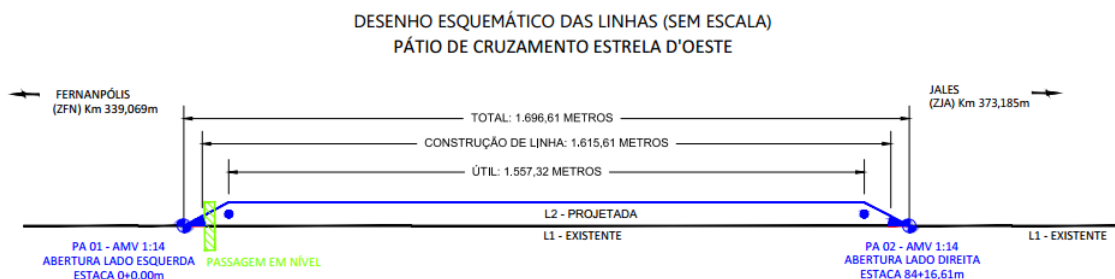 DESENHO ESQUEMÁTICO DAS LINHAS (SEM ESCALA)
PÁTIO DE CRUZAMENTO ESTRELA D'OESTE
FERNANPÓLIS
(ZFN) Km 339,069m
JALES
(ZJA) Km 373,185m
TOTAL: 1.696,61 METROS
CONSTRUÇÃO DE LINHA: 1.615,61 METROS
ÚTIL: 1.557,32 METROS
L2 - PROJETADA
L1 - EXISTENTE
L1 - EXISTENTE
PA 01 - AMV 1:14
ABERTURA LADO ESQUERDA
ESTACA 0+0,00m
PASSAGEM EM NÍVEL
PA 02 - AMV 1:14
ABERTURA LADO DIREITA
ESTACA 84+16,61m